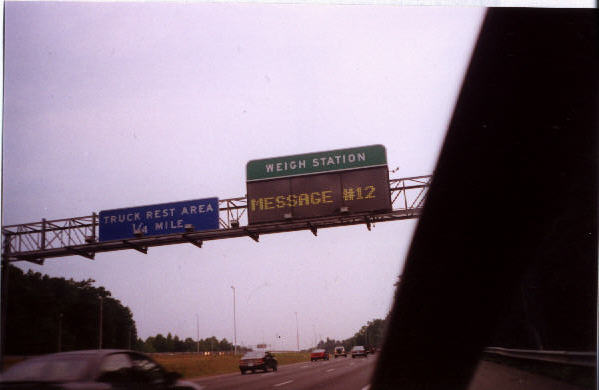 WEIGH STATION
MESSAGE #12
TRUCK REST AREA
1/4 MILE